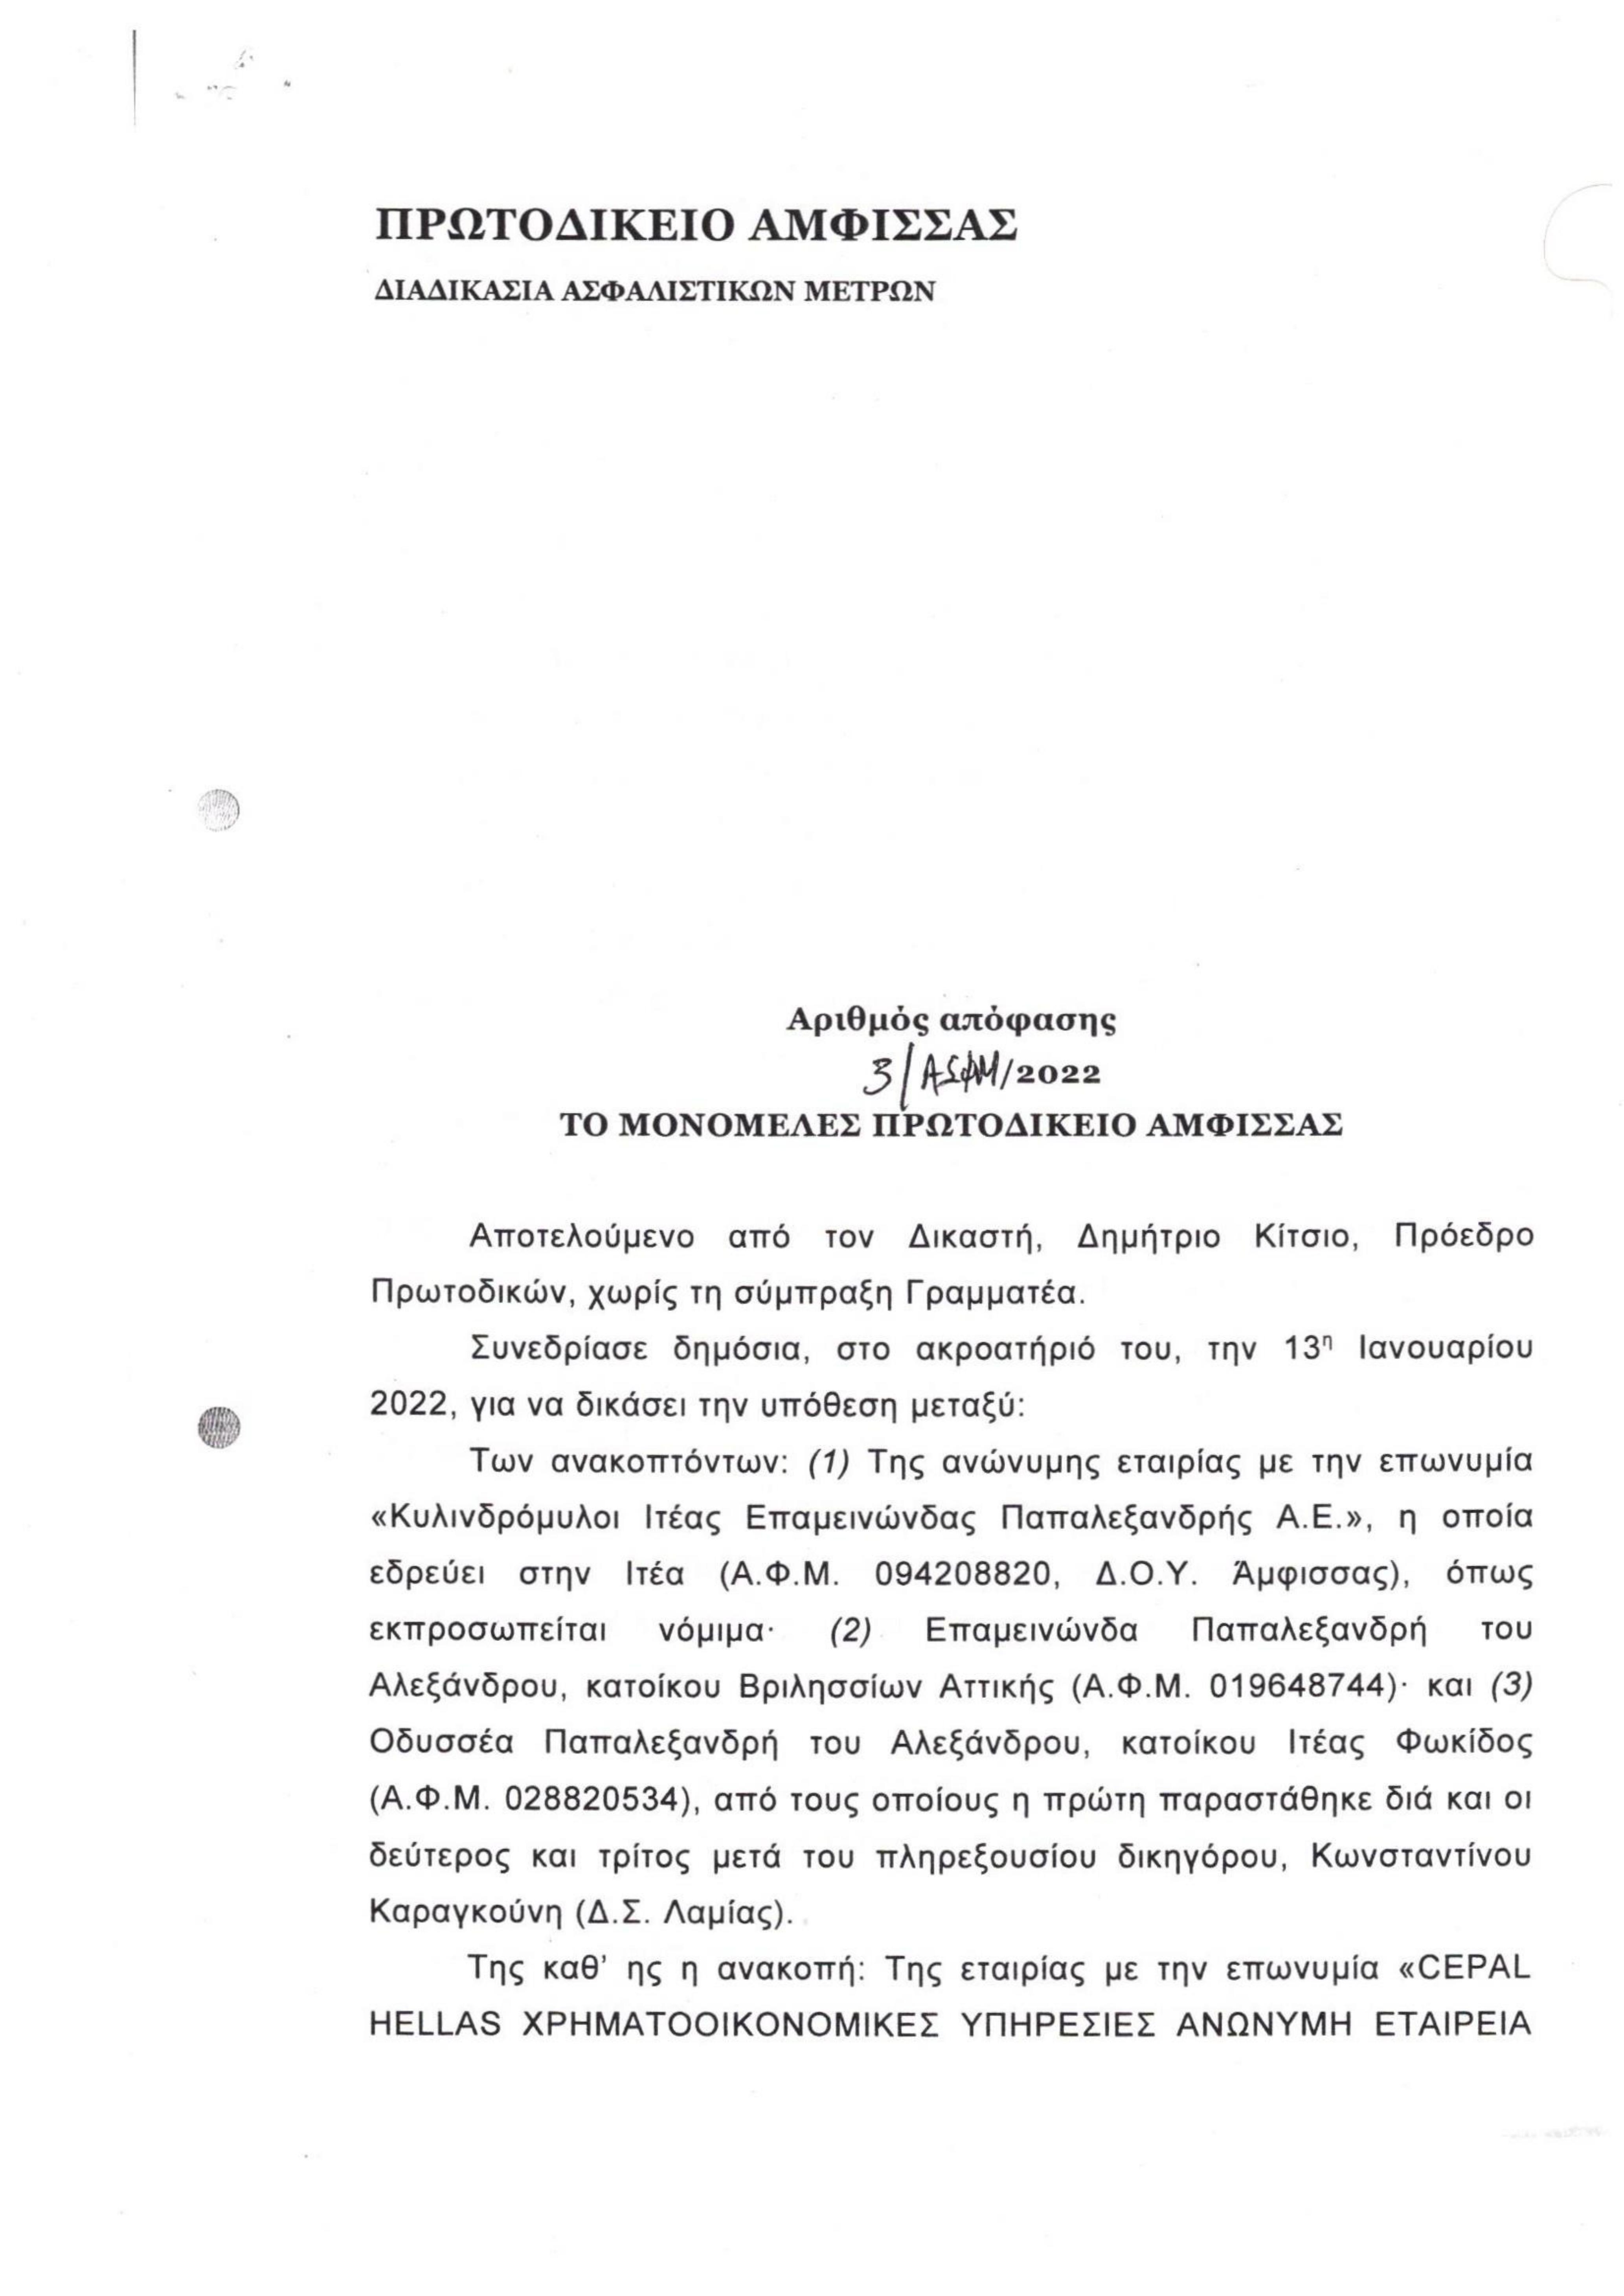 ΠΡΩΤΟΔΙΚΕΙΟ ΑΜΦΙΣΣΑΣ
ΔΙΑΔΙΚΑΣΙΑ ΑΣΦΑΛΙΣΤΙΚΩΝ ΜΕΤΡΩΝ
Αριθμός απόφασης
3/ΑΣΦΜ/2022
ΤΟ ΜΟΝΟΜΕΛΕΣ ΠΡΩΤΟΔΙΚΕΙΟ ΑΜΦΙΣΣΑΣ
Αποτελούμενο από τον Δικαστή, Δημήτριο Κίτσιο, Πρόεδρο
Πρωτοδικών, χωρίς τη σύμπραξη Γραμματέα.
Συνεδρίασε δημόσια, στο ακροατήριό του, την 13η Ιανουαρίου
2022, για να δικάσει την υπόθεση μεταξύ:
Των ανακοπτόντων: (1) Της ανώνυμης εταιρίας με την επωνυμία
«Κυλινδρόμυλοι Ιτέας Επαμεινώνδας Παπαλεξανδρής Α.Ε.», η οποία
εδρεύει στην Ιτέα (Α.Φ.Μ. 094208820, Δ.Ο.Υ. Άμφισσας), όπως
εκπροσωπείται νόμιμα· (2) Επαμεινώνδα Παπαλεξανδρή του
Αλεξάνδρου, κατοίκου Βριλησσίων Αττικής (Α.Φ.Μ. 019648744)· και (3)
Οδυσσέα Παπαλεξανδρή του Αλεξάνδρου, κατοίκου Ιτέας Φωκίδος
(Α.Φ.Μ. 028820534), από τους οποίους η πρώτη παραστάθηκε διά και οι
δεύτερος και τρίτος μετά του πληρεξουσίου δικηγόρου, Κωνσταντίνου
Καραγκούνη (Δ.Σ. Λαμίας).
Της καθ' ης η ανακοπή: Της εταιρίας με την επωνυμία «CEPAL
HELLAS ΧΡΗΜΑΤΟΟΙΚΟΝΟΜΙΚΕΣ ΥΠΗΡΕΣΙΕΣ ΑΝΩΝΥΜΗ ΕΤΑΙΡΕΙΑ